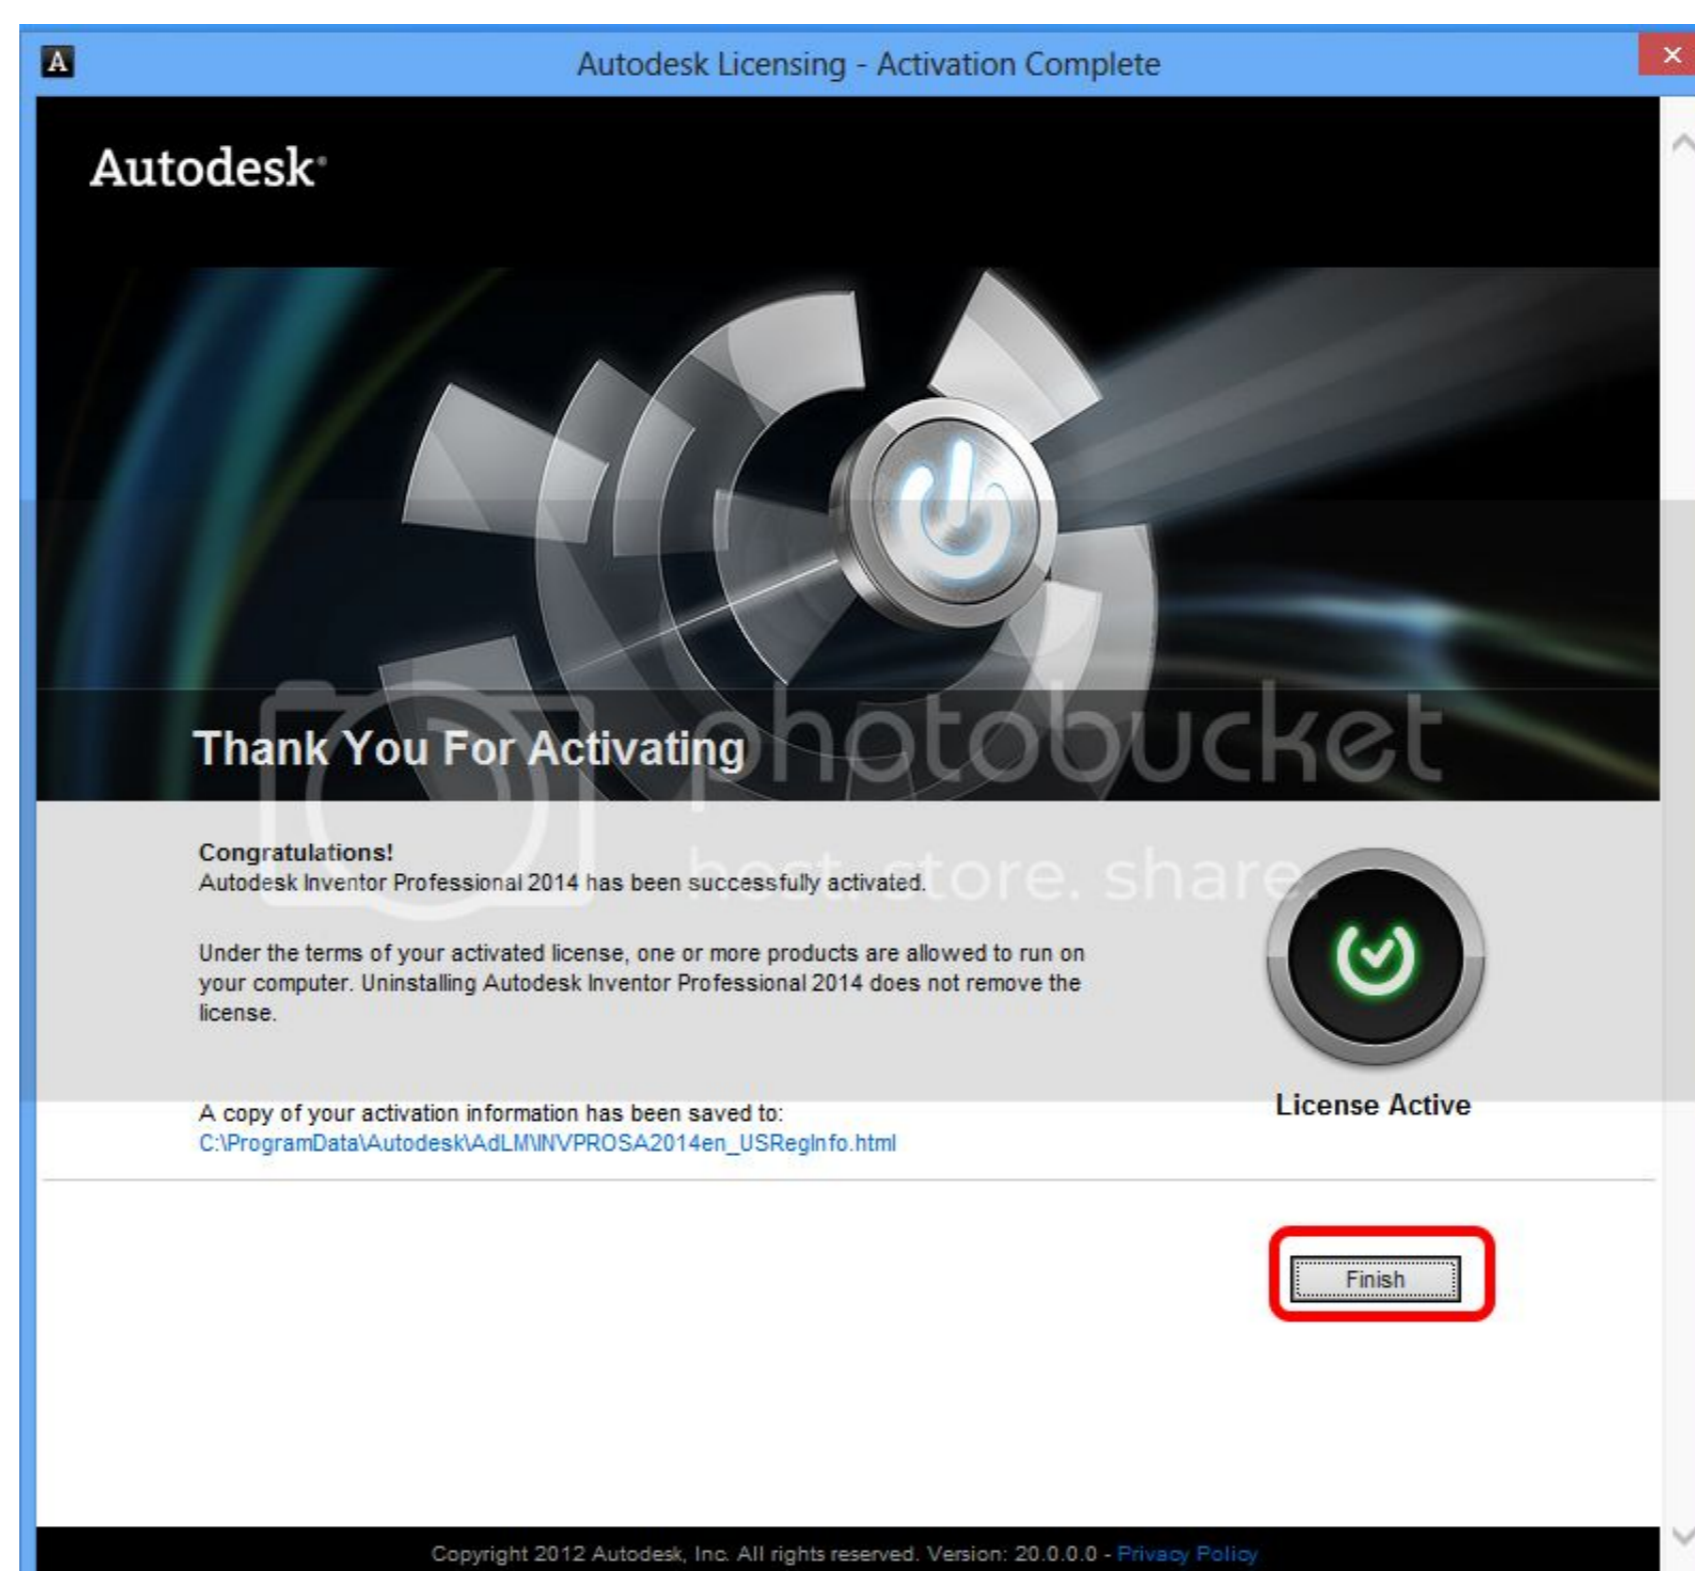 A
Autodesk Licensing - Activation Complete
Autodesk®
Thank You For Activating
photobucket
host. store. share.
Congratulations!
Autodesk Inventor Professional 2014 has been successfully activated.
Under the terms of your activated license, one or more products are allowed to run on
your computer. Uninstalling Autodesk Inventor Professional 2014 does not remove the
license.
License Active
A copy of your activation information has been saved to:
C:\ProgramData\Autodesk\AdLM\INVPROSA2014en_USRegInfo.html
Finish
Copyright 2012 Autodesk, Inc. All rights reserved. Version: 20.0.0.0 - Privacy Policy